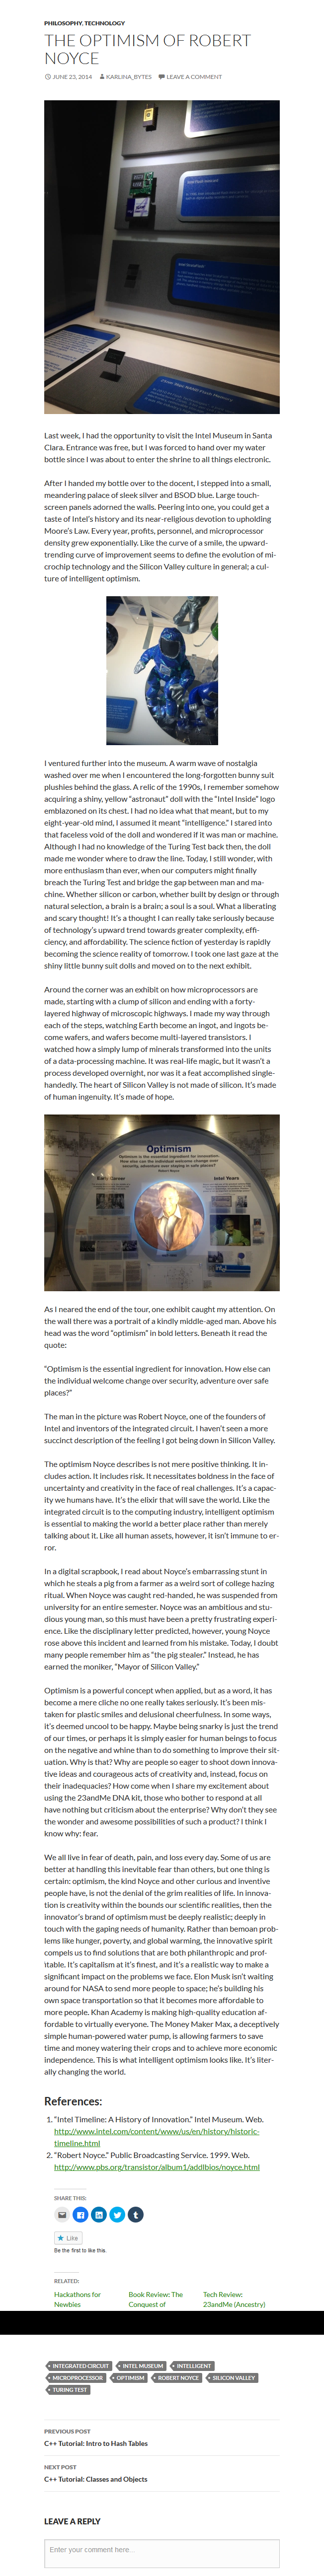 PHILOSOPHY, TECHNOLOGY
THE OPTIMISM OF ROBERT
NOYCE
JUNE 23, 2014 KARLINA_BYTES LEAVE A COMMENT
Last week, I had the opportunity to visit the Intel Museum in Santa
Clara. Entrance was free, but I was forced to hand over my water
bottle since I was about to enter the shrine to all things electronic.
After I handed my bottle over to the docent, I stepped into a small,
meandering palace of sleek silver and BSOD blue. Large touch-
screen panels adorned the walls. Peering into one, you could get a
taste of Intel's history and its near-religious devotion to upholding
Moore's Law. Every year, profits, personnel, and microprocessor
density grew exponentially. Like the curve of a smile, the upward-
trending curve of improvement seems to define the evolution of mi-
crochip technology and the Silicon Valley culture in general; a cul-
ture of intelligent optimism.
I ventured further into the museum. A warm wave of nostalgia
washed over me when I encountered the long-forgotten bunny suit
plushies behind the glass. A relic of the 1990s, I remember somehow
acquiring a shiny, yellow "astronaut" doll with the "Intel Inside" logo
emblazoned on its chest. I had no idea what that meant, but to my
eight-year-old mind, I assumed it meant "intelligence." I stared into
that faceless void of the doll and wondered if it was man or machine.
Although I had no knowledge of the Turing Test back then, the doll
made me wonder where to draw the line. Today, I still wonder, with
more enthusiasm than ever, when our computers might finally
breach the Turing Test and bridge the gap between man and ma-
chine. Whether silicon or carbon, whether built by design or through
natural selection, a brain is a brain; a soul is a soul. What a liberating
and scary thought! It's a thought I can really take seriously because
of technology's upward trend towards greater complexity, effi-
ciency, and affordability. The science fiction of yesterday is rapidly
becoming the science reality of tomorrow. I took one last gaze at the
shiny little bunny suit dolls and moved on to the next exhibit.
Around the corner was an exhibit on how microprocessors are
made, starting with a clump of silicon and ending with a forty-
layered highway of microscopic highways. I made my way through
each of the steps, watching Earth become an ingot, and ingots be-
come wafers, and wafers become multi-layered transistors. I
watched how a simply lump of minerals transformed into the units
of a data-processing machine. It was real-life magic, but it wasn't a
process developed overnight, nor was it a feat accomplished single-
handedly. The heart of Silicon Valley is not made of silicon. It's made
of human ingenuity. It's made of hope.
Optimism
Optimism is an essential ingredient for innovation.
How else can the individual welcome change over
security, adventure over staying in safe places?
Early Career
Intel Years
As I neared the end of the tour, one exhibit caught my attention. On
the wall there was a portrait of a kindly middle-aged man. Above his
head was the word "optimism" in bold letters. Beneath it read the
quote:
"Optimism is the essential ingredient for innovation. How else can
the individual welcome change over security, adventure over safe
places?"
The man in the picture was Robert Noyce, one of the founders of
Intel and inventors of the integrated circuit. I haven't seen a more
succinct description of the feeling I got being down in Silicon Valley.
The optimism Noyce describes is not mere positive thinking. It in-
cludes action. It includes risk. It necessitates boldness in the face of
uncertainty and creativity in the face of real challenges. It's a capac-
ity we humans have. It's the elixir that will save the world. Like the
integrated circuit is to the computing industry, intelligent optimism
is essential to making the world a better place rather than merely
talking about it. Like all human assets, however, it isn't immune to er-
ror.
In a digital scrapbook, I read about Noyce's embarrassing stunt in
which he steals a pig from a farmer as a weird sort of college hazing
ritual. When Noyce was caught red-handed, he was suspended from
university for an entire semester. Noyce was an ambitious and stu-
dious young man, so this must have been a pretty frustrating experi-
ence. Like the disciplinary letter predicted, however, young Noyce
rose above this incident and learned from his mistake. Today, I doubt
many people remember him as "the pig stealer." Instead, he has
earned the moniker, "Mayor of Silicon Valley."
Optimism is a powerful concept when applied, but as a word, it has
become a mere cliche no one really takes seriously. It's been mis-
taken for plastic smiles and delusional cheerfulness. In some ways,
it's deemed uncool to be happy. Maybe being snarky is just the trend
of our times, or perhaps it is simply easier for human beings to focus
on the negative and whine than to do something to improve their sit-
uation. Why is that? Why are people so eager to shoot down innova-
tive ideas and courageous acts of creativity and, instead, focus on
their inadequacies? How come when I share my excitement about
using the 23andMe DNA kit, those who bother to respond at all
have nothing but criticism about the enterprise? Why don't they see
the wonder and awesome possibilities of such a product? I think I
know why: fear.
We all live in fear of death, pain, and loss every day. Some of us are
better at handling this inevitable fear than others, but one thing is
certain: optimism, the kind Noyce and other curious and inventive
people have, is not the denial of the grim realities of life. In innova-
tion is creativity within the bounds our scientific realities, then the
innovator's brand of optimism must be deeply realistic; deeply in
touch with the gaping needs of humanity. Rather than bemoan prob-
lems like hunger, poverty, and global warming, the innovative spirit
compels us to find solutions that are both philanthropic and prof-
itable. It's capitalism at it's finest, and it's a realistic way to make a
significant impact on the problems we face. Elon Musk isn't waiting
around for NASA to send more people to space; he's building his
own space transportation so that it becomes more affordable to
more people. Khan Academy is making high-quality education af-
fordable to virtually everyone. The Money Maker Max, a deceptively
simple human-powered water pump, is allowing farmers to save
time and money watering crops and to achieve more economic
independence. This is what intelligent optimism looks like. It's liter-
ally changing the world.
References:
1. "Intel Timeline: A History of Innovation." Intel Museum. Web.
http://www.intel.com/content/www/us/en/history/historic-
timeline.html
2. "Robert Noyce." Public Broadcasting Service. 1999. Web.
http://www.pbs.org/transistor/album1/addlbios/noyce.html
SHARE THIS:
Like
Be the first to like this.
RELATED:
Hackathons for Book Review: The Tech Review:
Newbies Conquest of 23andMe (Ancestry)
INTEGRATED CIRCUIT INTEL MUSEUM INTELLIGENT
MICROPROCESSOR OPTIMISM ROBERT NOYCE SILICON VALLEY
TURING TEST
PREVIOUS POST
C++ Tutorial: Intro to Hash Tables
NEXT POST
C++ Tutorial: Classes and Objects
LEAVE A REPLY
Enter your comment here...